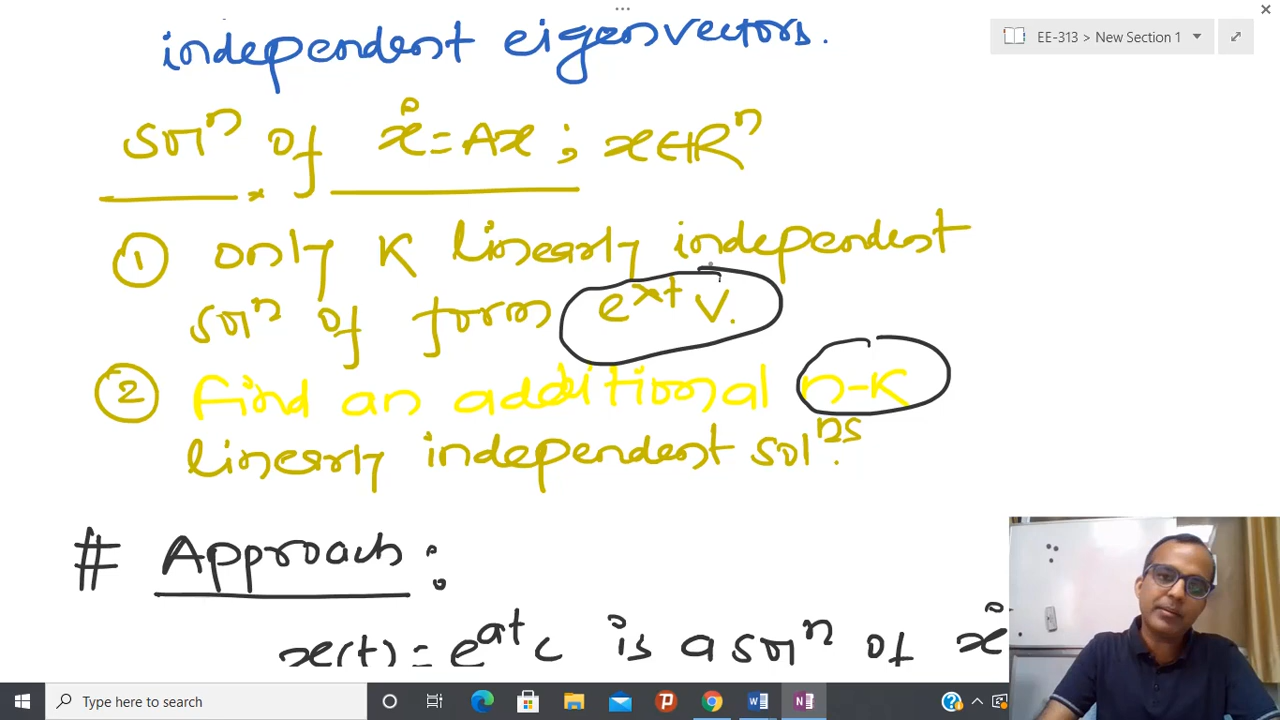 ...
EE-313 > New Section 1
independent eigenvectors.
solⁿ of ẋ=Ax ; x∈Rⁿ
① only K linearly independent
solⁿ of form e^λt v.
② Find an additional n-K
linearly independent solⁿˢ.
# Approach :
x(t) = e^at c is a solⁿ of ẋ
Type here to search